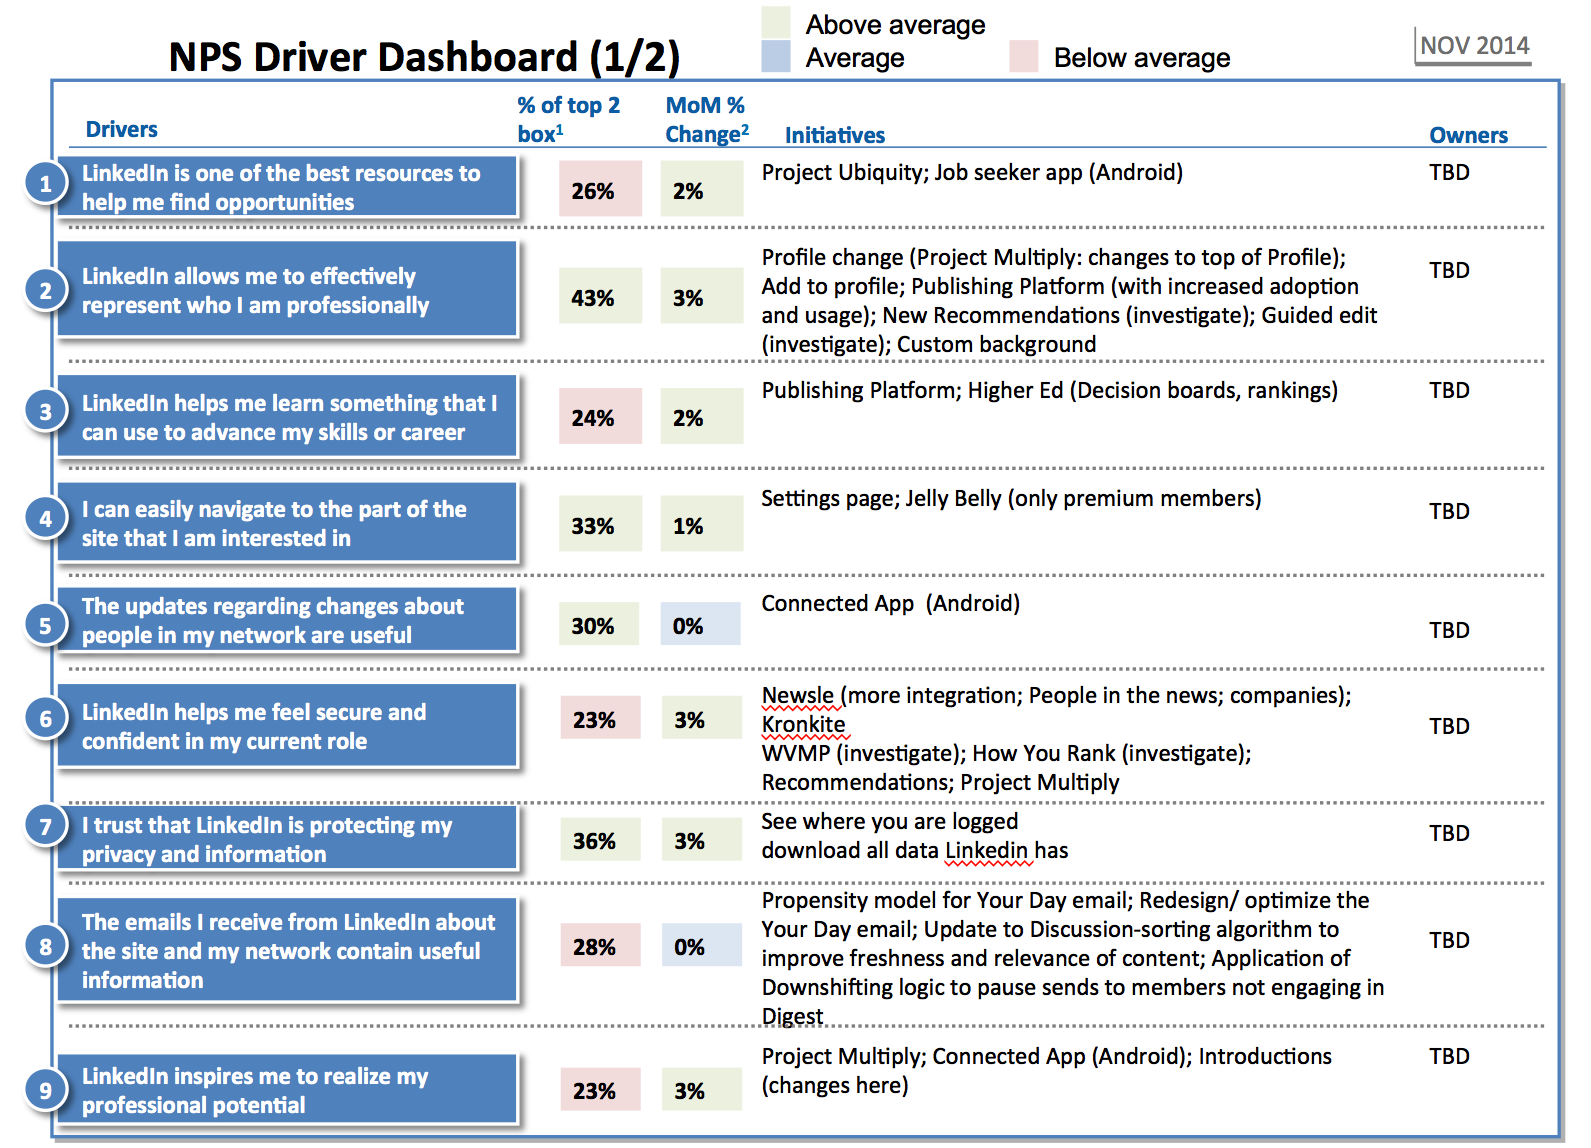 Above average
NPS Driver Dashboard (1/2)
Average
Below average
NOV 2014
% of top 2
box1
MoM %
Change2
Drivers
Initiatives
Owners
1
LinkedIn is one of the best resources to
help me find opportunities
26%
2%
Project Ubiquity; Job seeker app (Android)
TBD
2
LinkedIn allows me to effectively
represent who I am professionally
43%
3%
Profile change (Project Multiply: changes to top of Profile);
Add to profile; Publishing Platform (with increased adoption
and usage); New Recommendations (investigate); Guided edit
(investigate); Custom background
TBD
3
LinkedIn helps me learn something that I
can use to advance my skills or career
24%
2%
Publishing Platform; Higher Ed (Decision boards, rankings)
TBD
4
I can easily navigate to the part of the
site that I am interested in
33%
1%
Settings page; Jelly Belly (only premium members)
TBD
5
The updates regarding changes about
people in my network are useful
30%
0%
Connected App  (Android)
TBD
6
LinkedIn helps me feel secure and
confident in my current role
23%
3%
Newsle (more integration; People in the news; companies);
Kronkite
WVMP (investigate); How You Rank (investigate);
Recommendations; Project Multiply
TBD
7
I trust that LinkedIn is protecting my
privacy and information
36%
3%
See where you are logged
download all data Linkedin has
TBD
8
The emails I receive from LinkedIn about
the site and my network contain useful
information
28%
0%
Propensity model for Your Day email; Redesign/ optimize the
Your Day email; Update to Discussion-sorting algorithm to
improve freshness and relevance of content; Application of
Downshifting logic to pause sends to members not engaging in
Digest
TBD
9
LinkedIn inspires me to realize my
professional potential
23%
3%
Project Multiply; Connected App (Android); Introductions
(changes here)
TBD